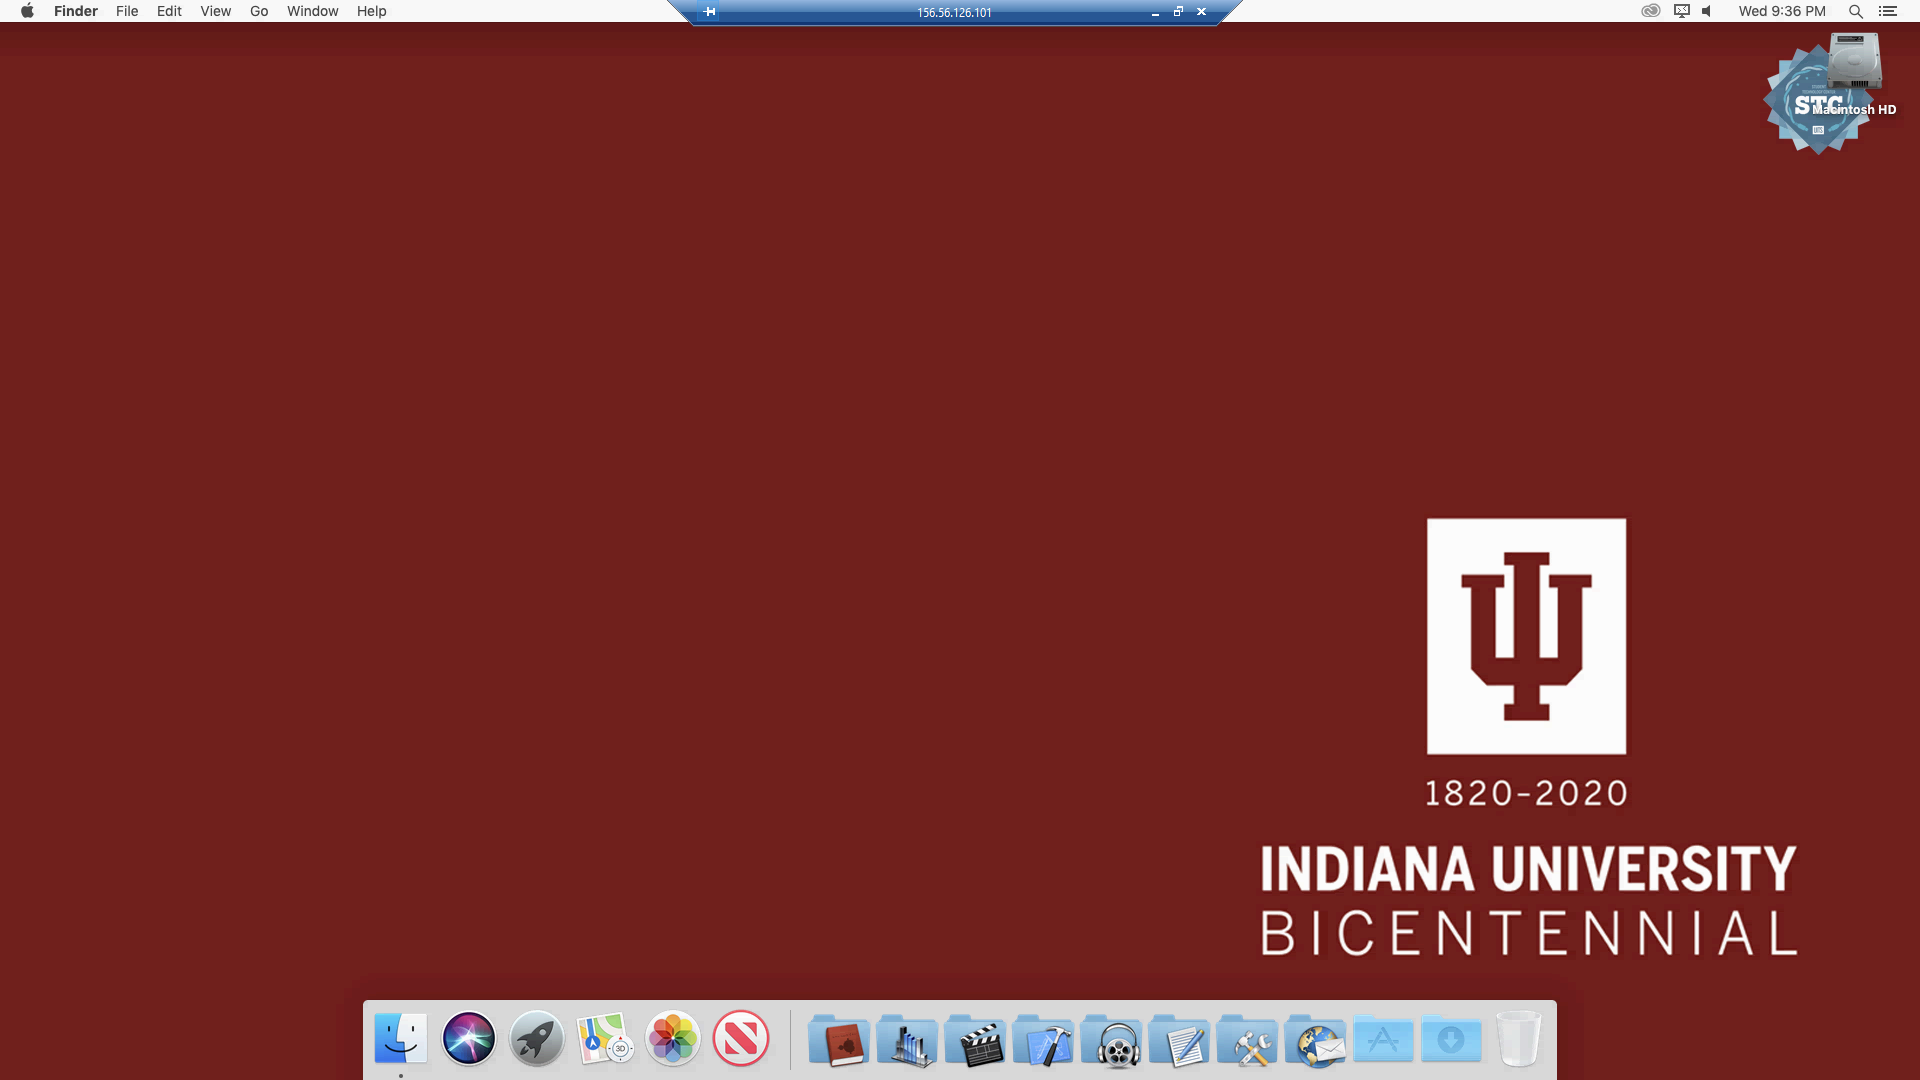 Finder File Edit View Go Window Help
156.56.126.101
Wed 9:36 PM
STC
Macintosh HD
1820-2020
INDIANA UNIVERSITY
BICENTENNIAL
3D